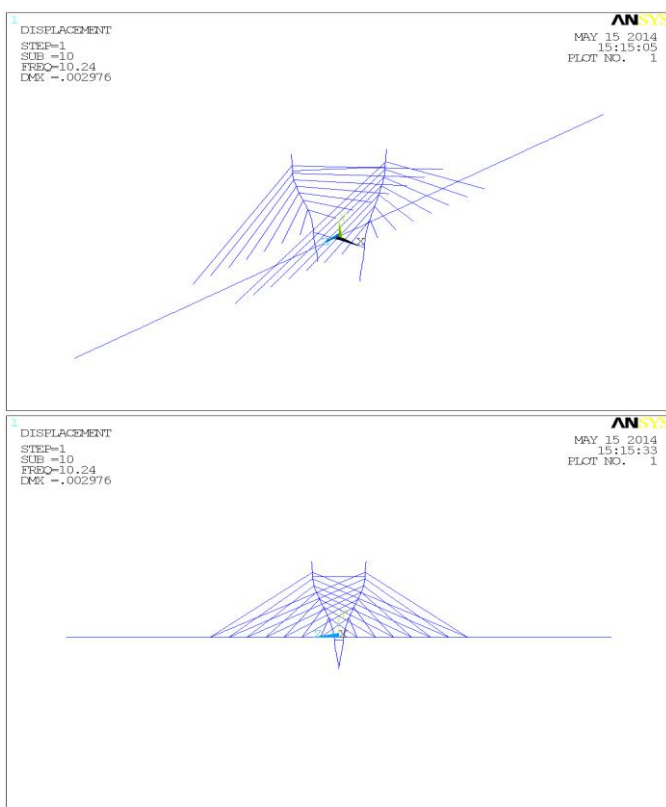 1
ANSYS
DISPLACEMENT
STEP=1
SUB =10
FREQ=10.24
DMX =.002976
MAY 15 2014
15:15:05
PLOT NO. 1
X
1
ANSYS
DISPLACEMENT
STEP=1
SUB =10
FREQ=10.24
DMX =.002976
MAY 15 2014
15:15:33
PLOT NO. 1
Z
X